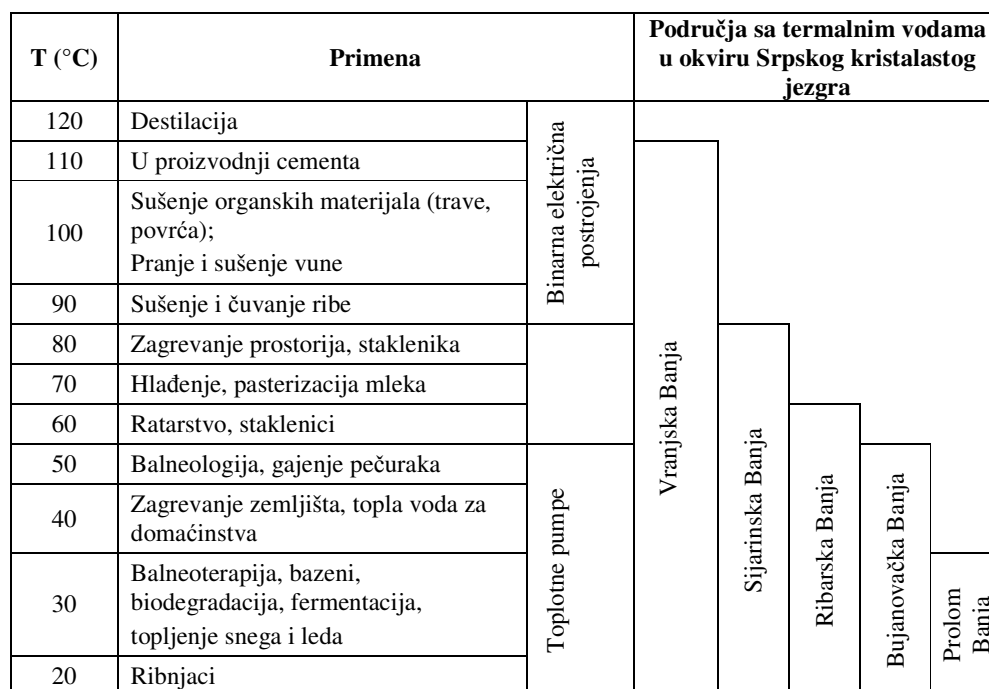 T (°C)
Primena
Područja sa termalnim vodama
u okviru Srpskog kristalastog
jezgra
120
Destilacija
110
U proizvodnji cementa
100
Sušenje organskih materijala (trave,
povrća);
Pranje i sušenje vune
90
Sušenje i čuvanje ribe
80
Zagrevanje prostorija, staklenika
70
Hlađenje, pasterizacija mleka
60
Ratarstvo, staklenici
50
Balneologija, gajenje pečuraka
40
Zagrevanje zemljišta, topla voda za
domaćinstva
30
Balneoterapija, bazeni,
biodegradacija, fermentacija,
topljenje snega i leda
20
Ribnjaci
Binarna električna
postrojenja
Toplotne pumpe
Vranjska Banja
Sijarinska Banja
Ribarska Banja
Bujanovačka Banja
Prolom
Banja